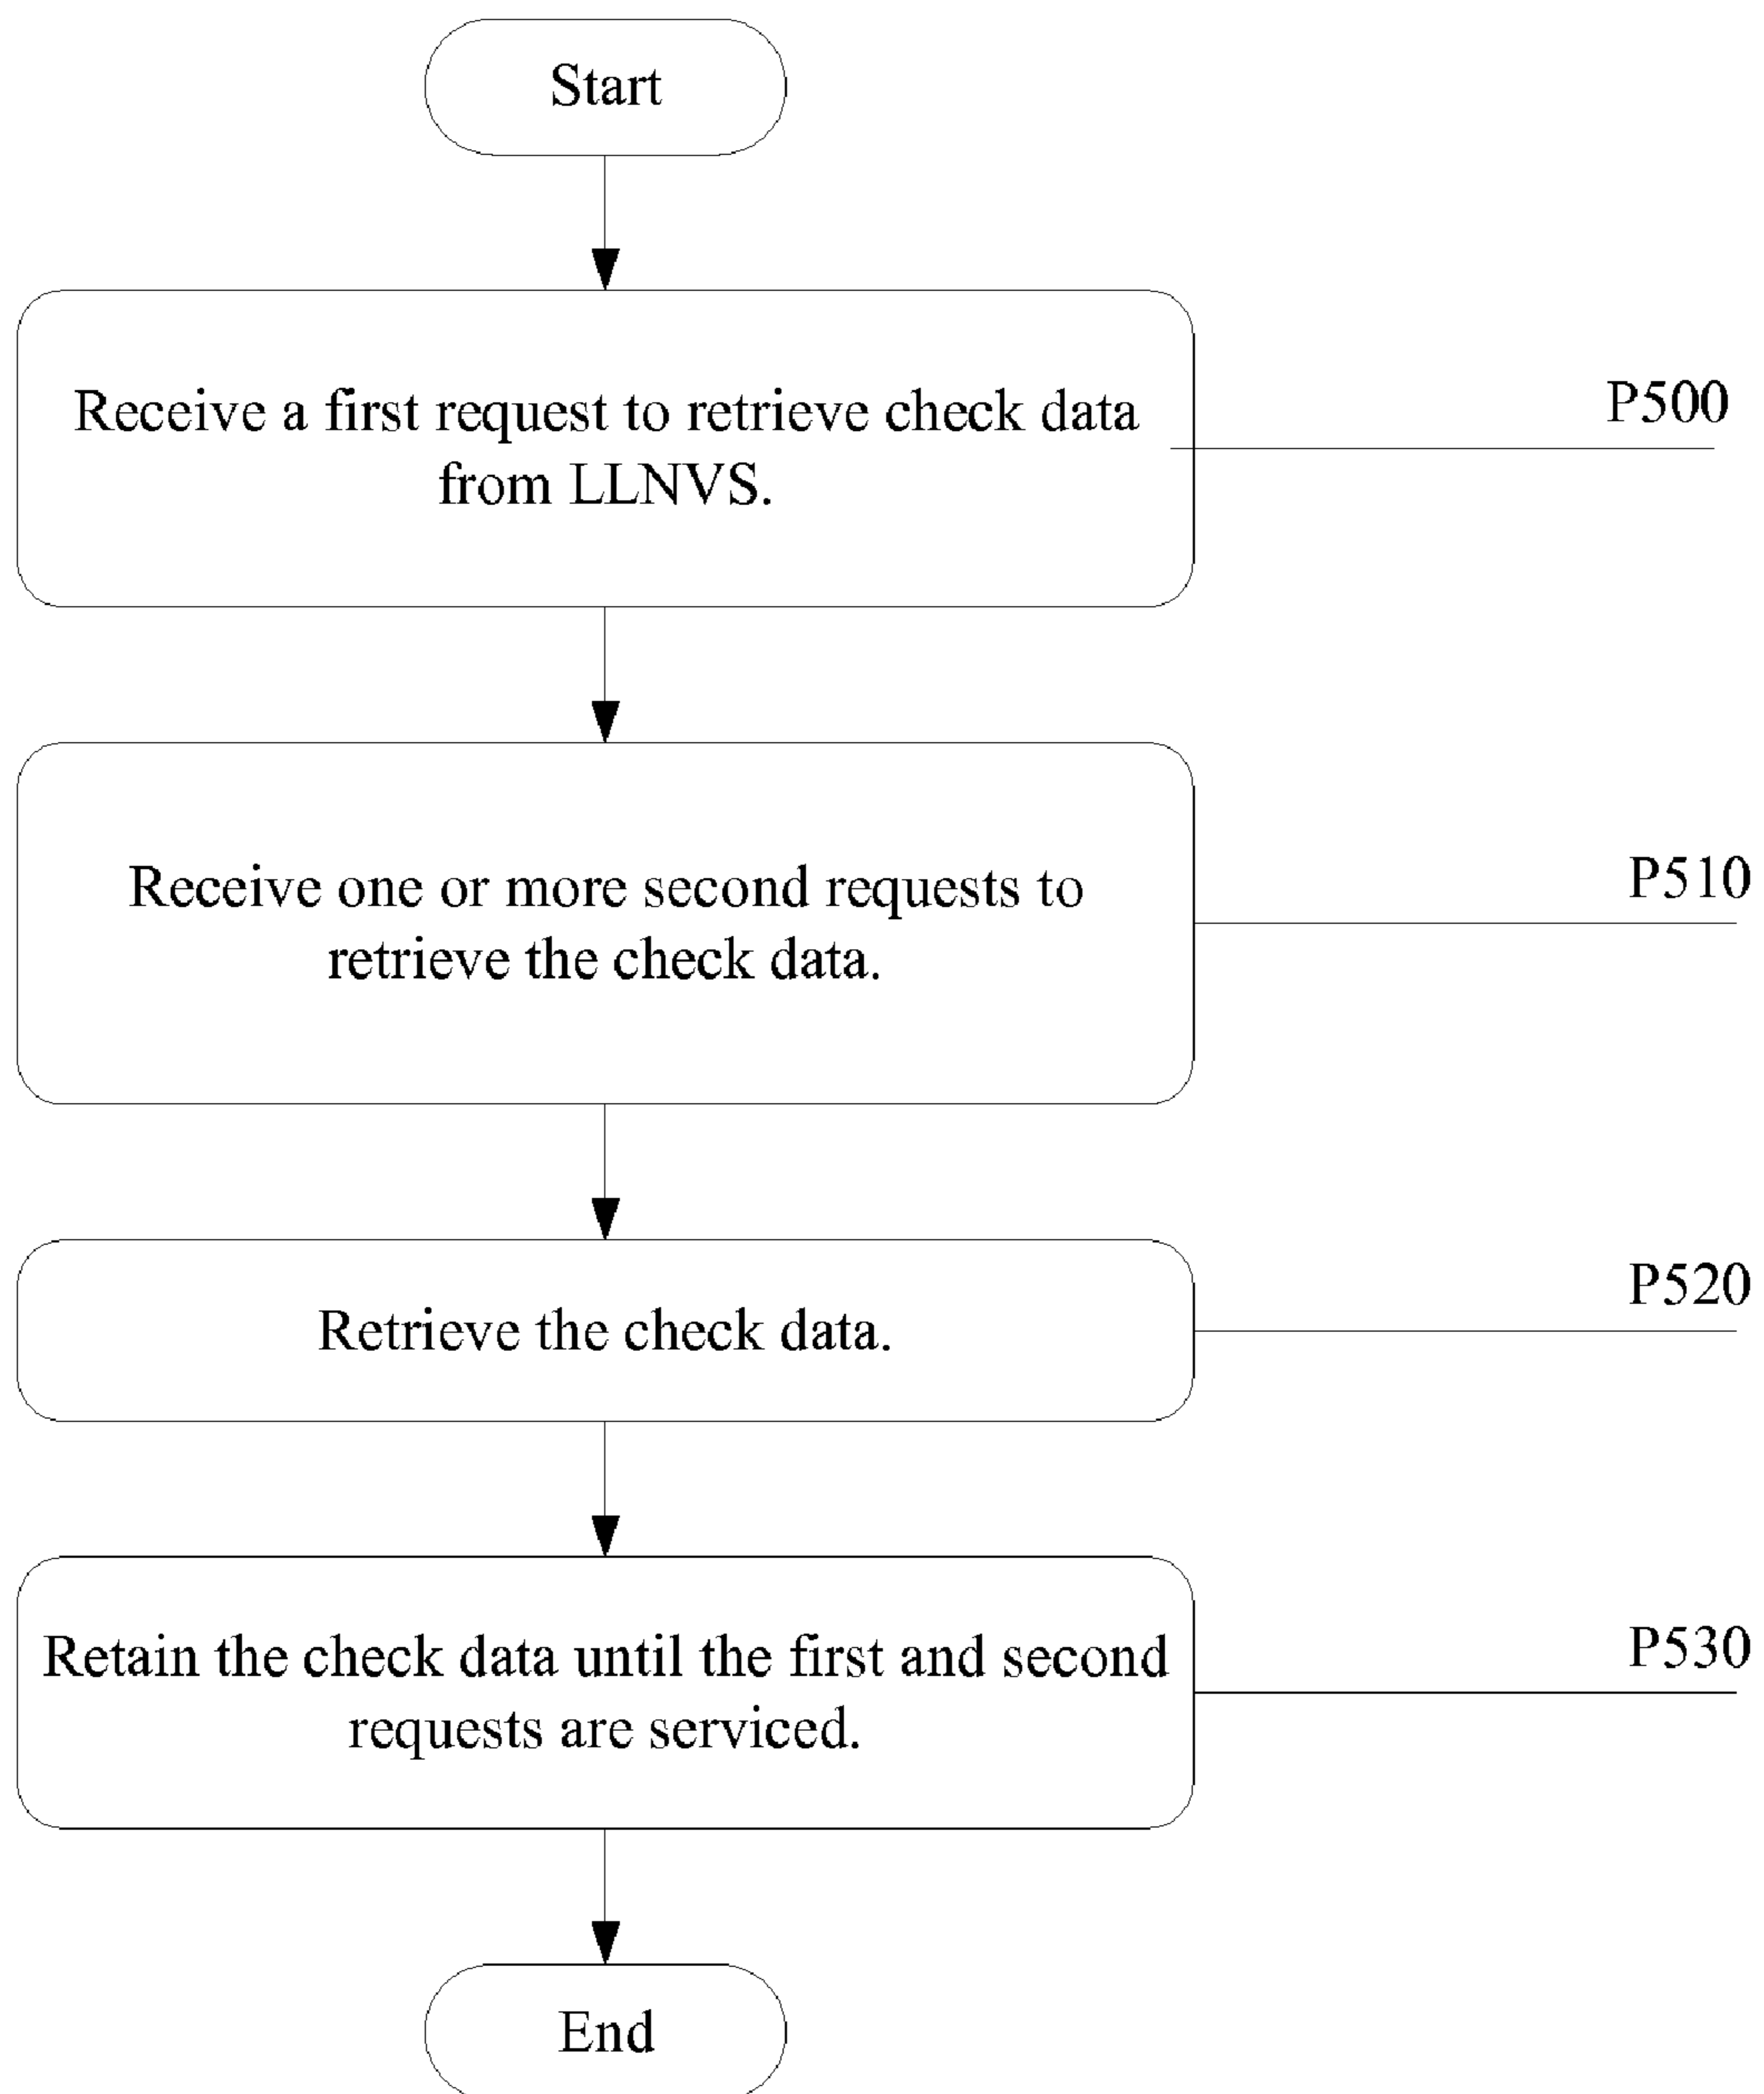 Start
Receive a first request to retrieve check data
from LLNVS.
P500
Receive one or more second requests to
retrieve the check data.
P510
Retrieve the check data.
P520
Retain the check data until the first and second
requests are serviced.
P530
End